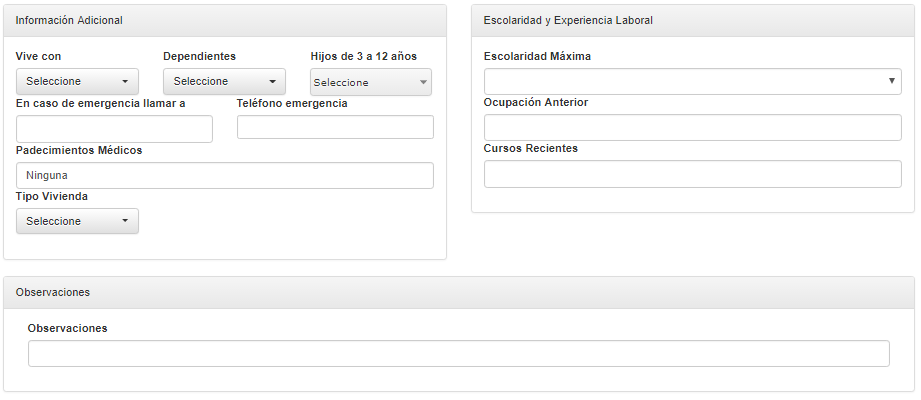 Información Adicional
Vive con Dependientes Hijos de 3 a 12 años
Seleccione Seleccione Seleccione
En caso de emergencia llamar a Teléfono emergencia
Padecimientos Médicos
Ninguna
Tipo Vivienda
Seleccione
Escolaridad y Experiencia Laboral
Escolaridad Máxima
Ocupación Anterior
Cursos Recientes
Observaciones
Observaciones